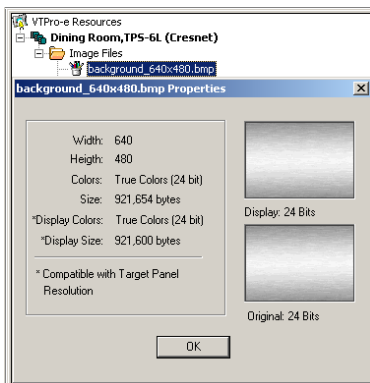 VTPro-e Resources
Dining Room,TPS-6L (Cresnet)
Image Files
background_640x480.bmp
background_640x480.bmp Properties
Width: 640
Heigth: 480
Colors: True Colors (24 bit)
Size: 921,654 bytes
*Display Colors: True Colors (24 bit)
*Display Size: 921,600 bytes
* Compatible with Target Panel
Resolution
Display: 24 Bits
Original: 24 Bits
OK